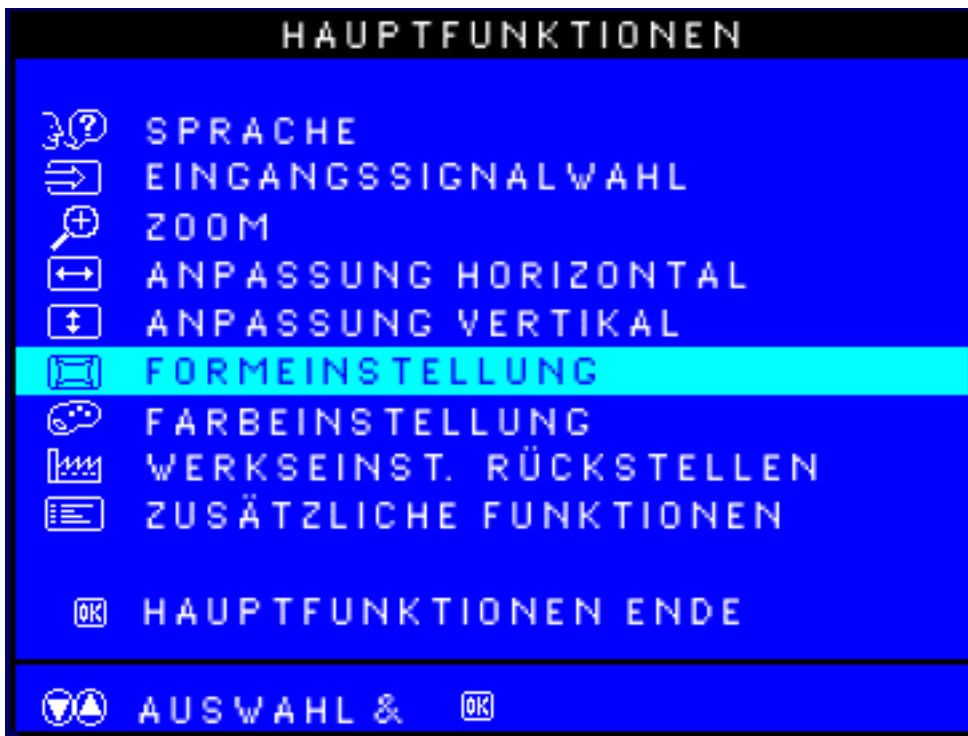 HAUPTFUNKTIONEN
SPRACHE
EINGANGSSIGNALWAHL
ZOOM
ANPASSUNG HORIZONTAL
ANPASSUNG VERTIKAL
FORMEINSTELLUNG
FARBEINSTELLUNG
WERKSEINST. RÜCKSTELLEN
ZUSÄTZLICHE FUNKTIONEN
OK HAUPTFUNKTIONEN ENDE
AUSWAHL & OK